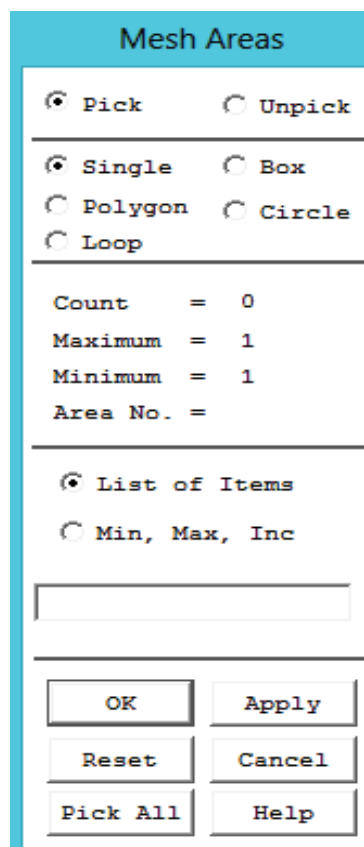 Mesh Areas
Pick Unpick
Single Box
Polygon Circle
Loop
Count = 0
Maximum = 1
Minimum = 1
Area No. =
List of Items
Min, Max, Inc
OK Apply
Reset Cancel
Pick All Help